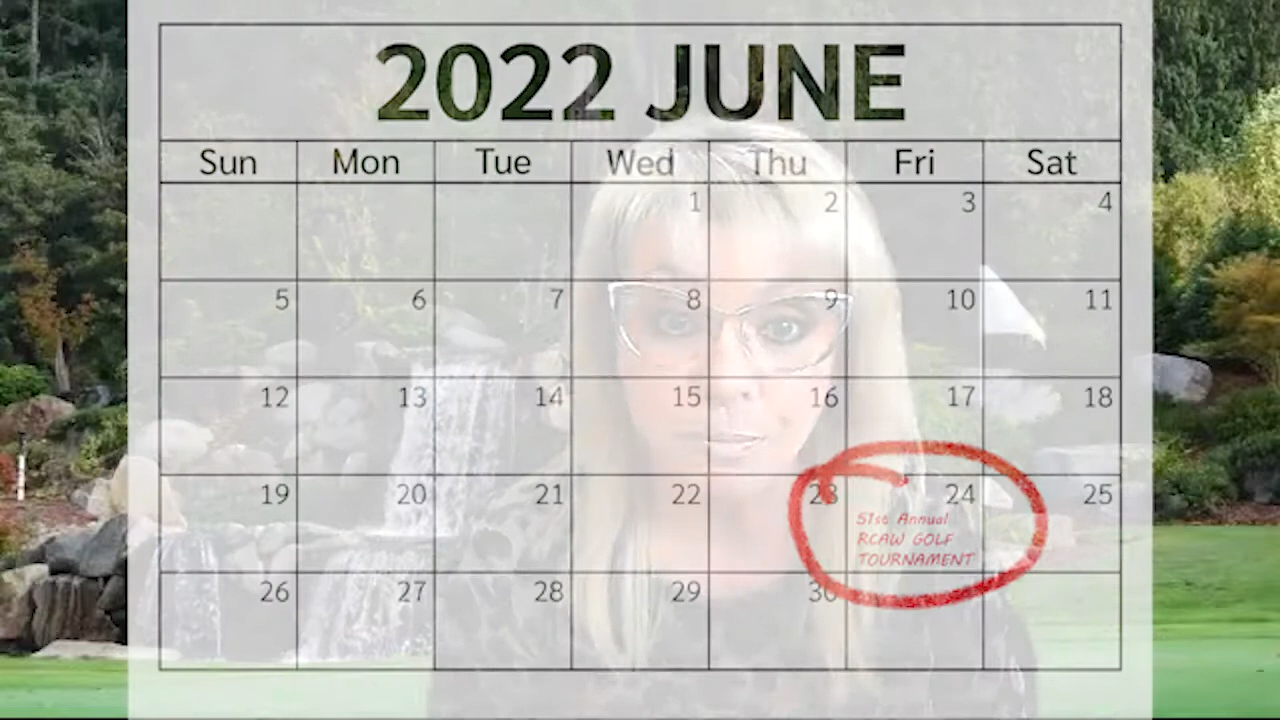 2022 JUNE
Sun Mon Tue Wed Thu Fri Sat
1 2 3 4
5 6 7 8 9 10 11
12 13 14 15 16 17 18
19 20 21 22 23 24 25
51st Annual
RCAW GOLF
TOURNAMENT
26 27 28 29 30